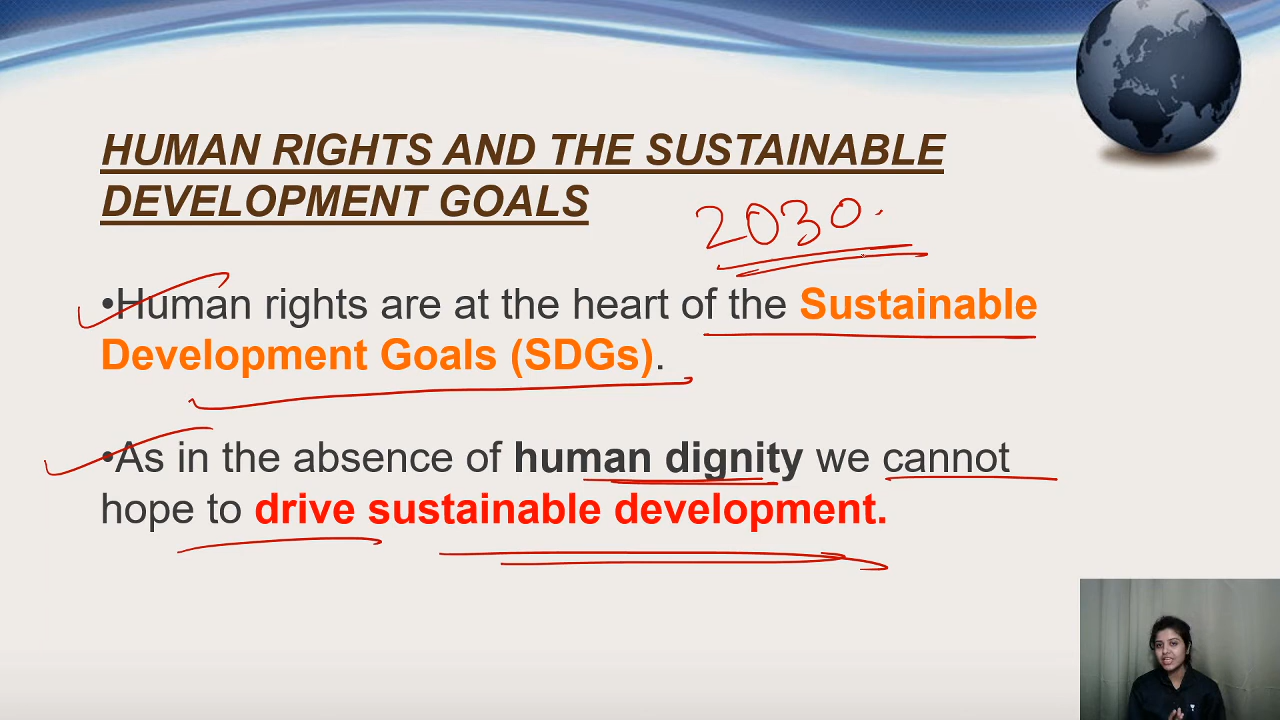 HUMAN RIGHTS AND THE SUSTAINABLE
DEVELOPMENT GOALS
2030.
•Human rights are at the heart of the Sustainable
Development Goals (SDGs).
•As in the absence of human dignity we cannot
hope to drive sustainable development.